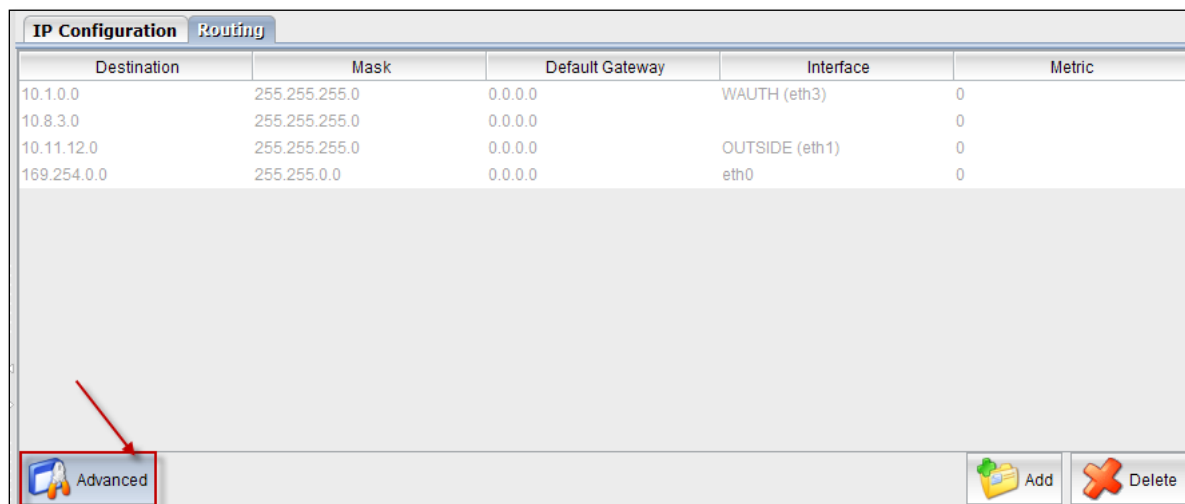 IP Configuration Routing
Destination Mask Default Gateway Interface Metric
10.1.0.0 255.255.255.0 0.0.0.0 WAUTH (eth3) 0
10.8.3.0 255.255.255.0 0.0.0.0 0
10.11.12.0 255.255.255.0 0.0.0.0 OUTSIDE (eth1) 0
169.254.0.0 255.255.0.0 0.0.0.0 eth0 0
Advanced Add Delete